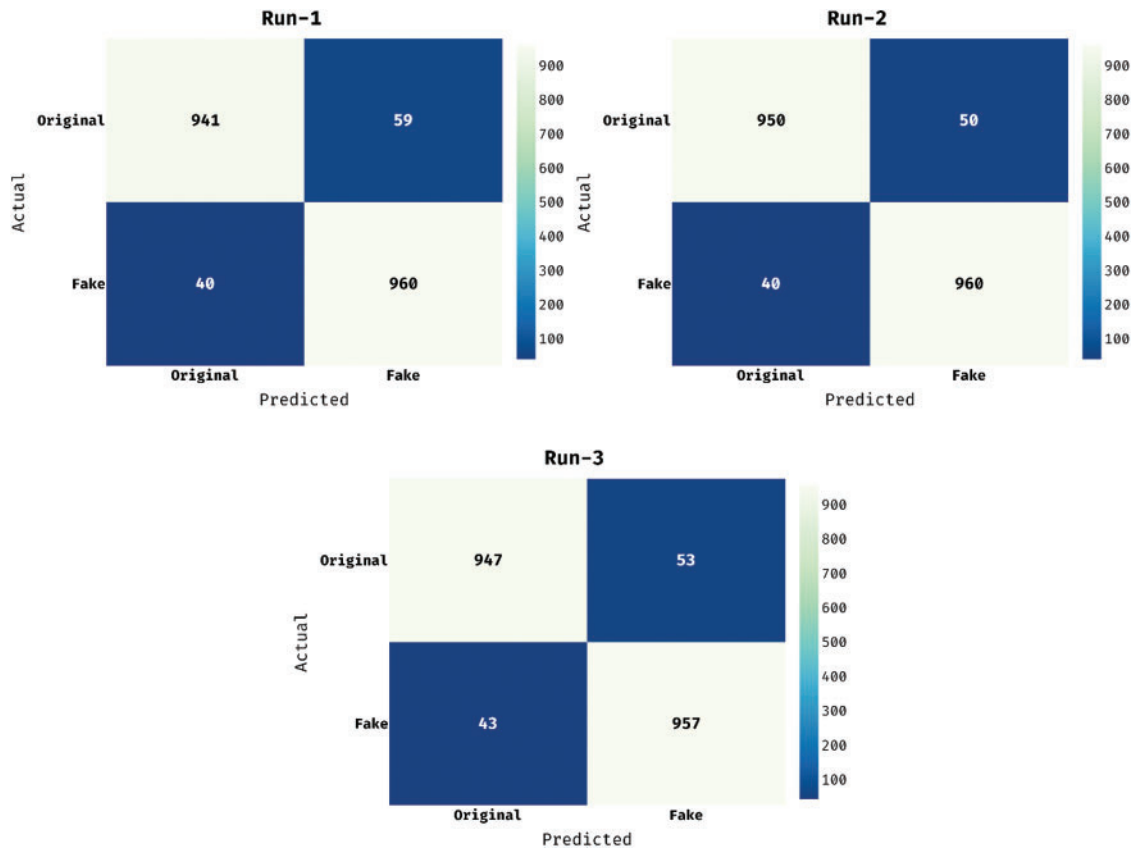 Run-1
Original
Fake
Actual
941
59
40
960
Original
Fake
Predicted
900
800
700
600
500
400
300
200
100
Run-2
Original
Fake
Actual
950
50
40
960
Original
Fake
Predicted
900
800
700
600
500
400
300
200
100
Run-3
Original
Fake
Actual
947
53
43
957
Original
Fake
Predicted
900
800
700
600
500
400
300
200
100